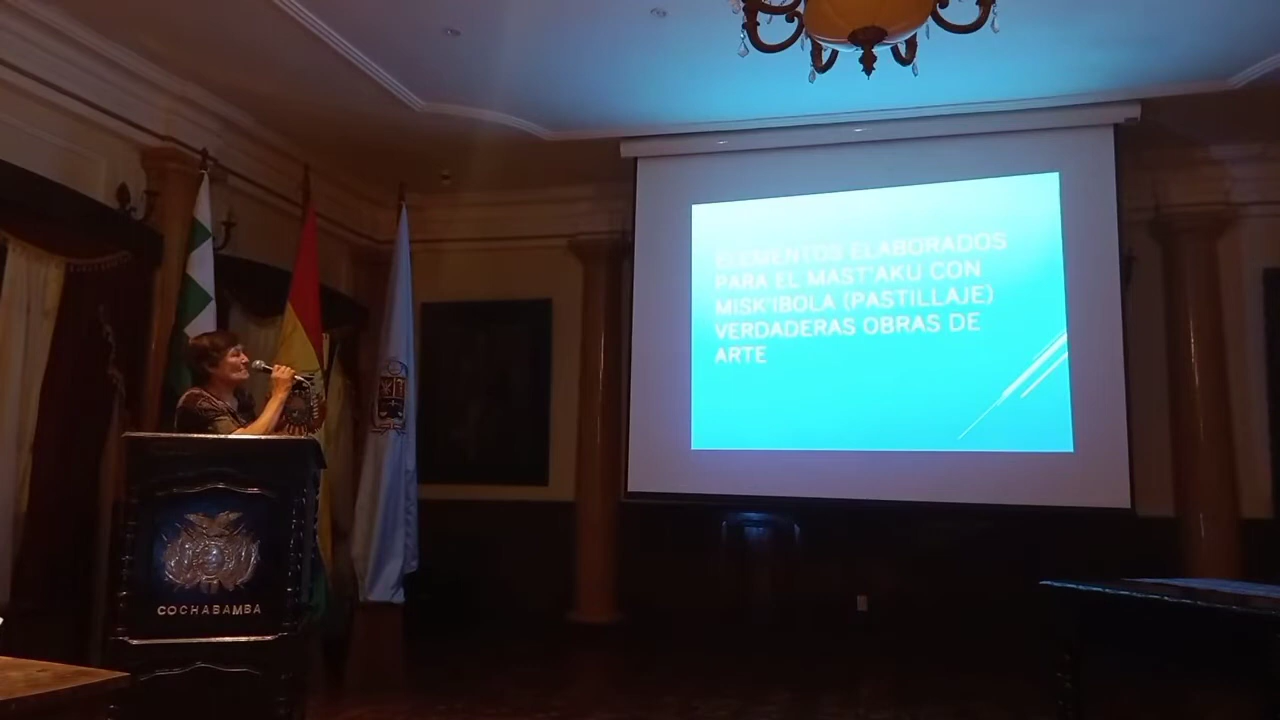 ELEMENTOS ELABORADOS
PARA EL MAST'AKU CON
MISK'IBOLA (PASTILLAJE)
VERDADERAS OBRAS DE
ARTE
COCHABAMBA